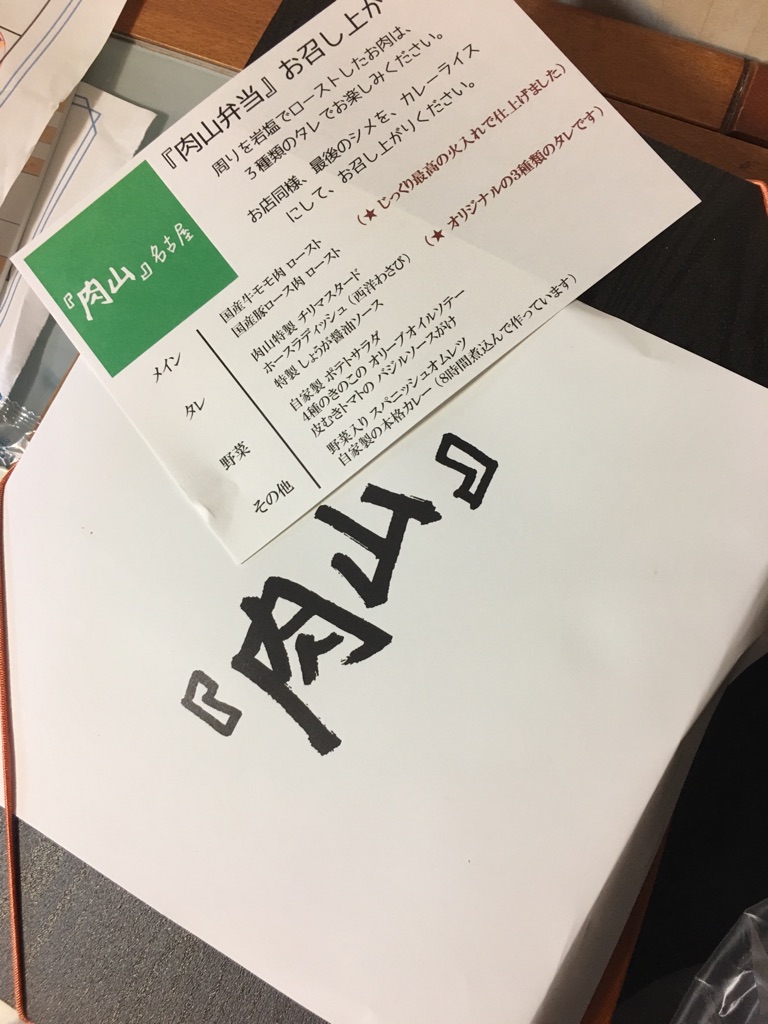 『肉山弁当』お召し上が
周りを岩塩でローストしたお肉は、
3種類のタレでお楽しみください。
お店同様、最後のシメを、カレーライス
にして、お召し上がりください。
『肉山』名古屋
メイン
国産牛モモ肉 ロースト
(★ じっくり最高の火入れで仕上げました)
国産豚ロース肉 ロースト
タレ
肉山特製 チリマスタード
(★ オリジナルの3種類のタレです)
ホースラディッシュ (西洋わさび)
特製 しょうが醤油ソース
野菜
自家製 ポテトサラダ
4種のきのこの オリーブオイルソテー
皮むきトマトの バジルソースがけ
その他
野菜入り スパニッシュオムレツ
自家製の本格カレー (8時間煮込んで作っています)
『肉山』